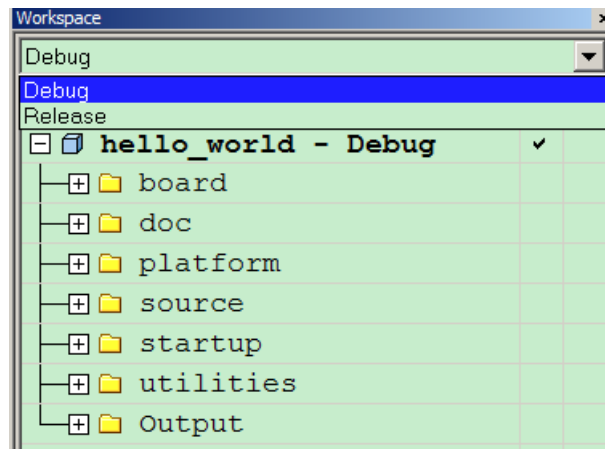 Workspace
Debug
Debug
Release
hello_world - Debug
board
doc
platform
source
startup
utilities
Output